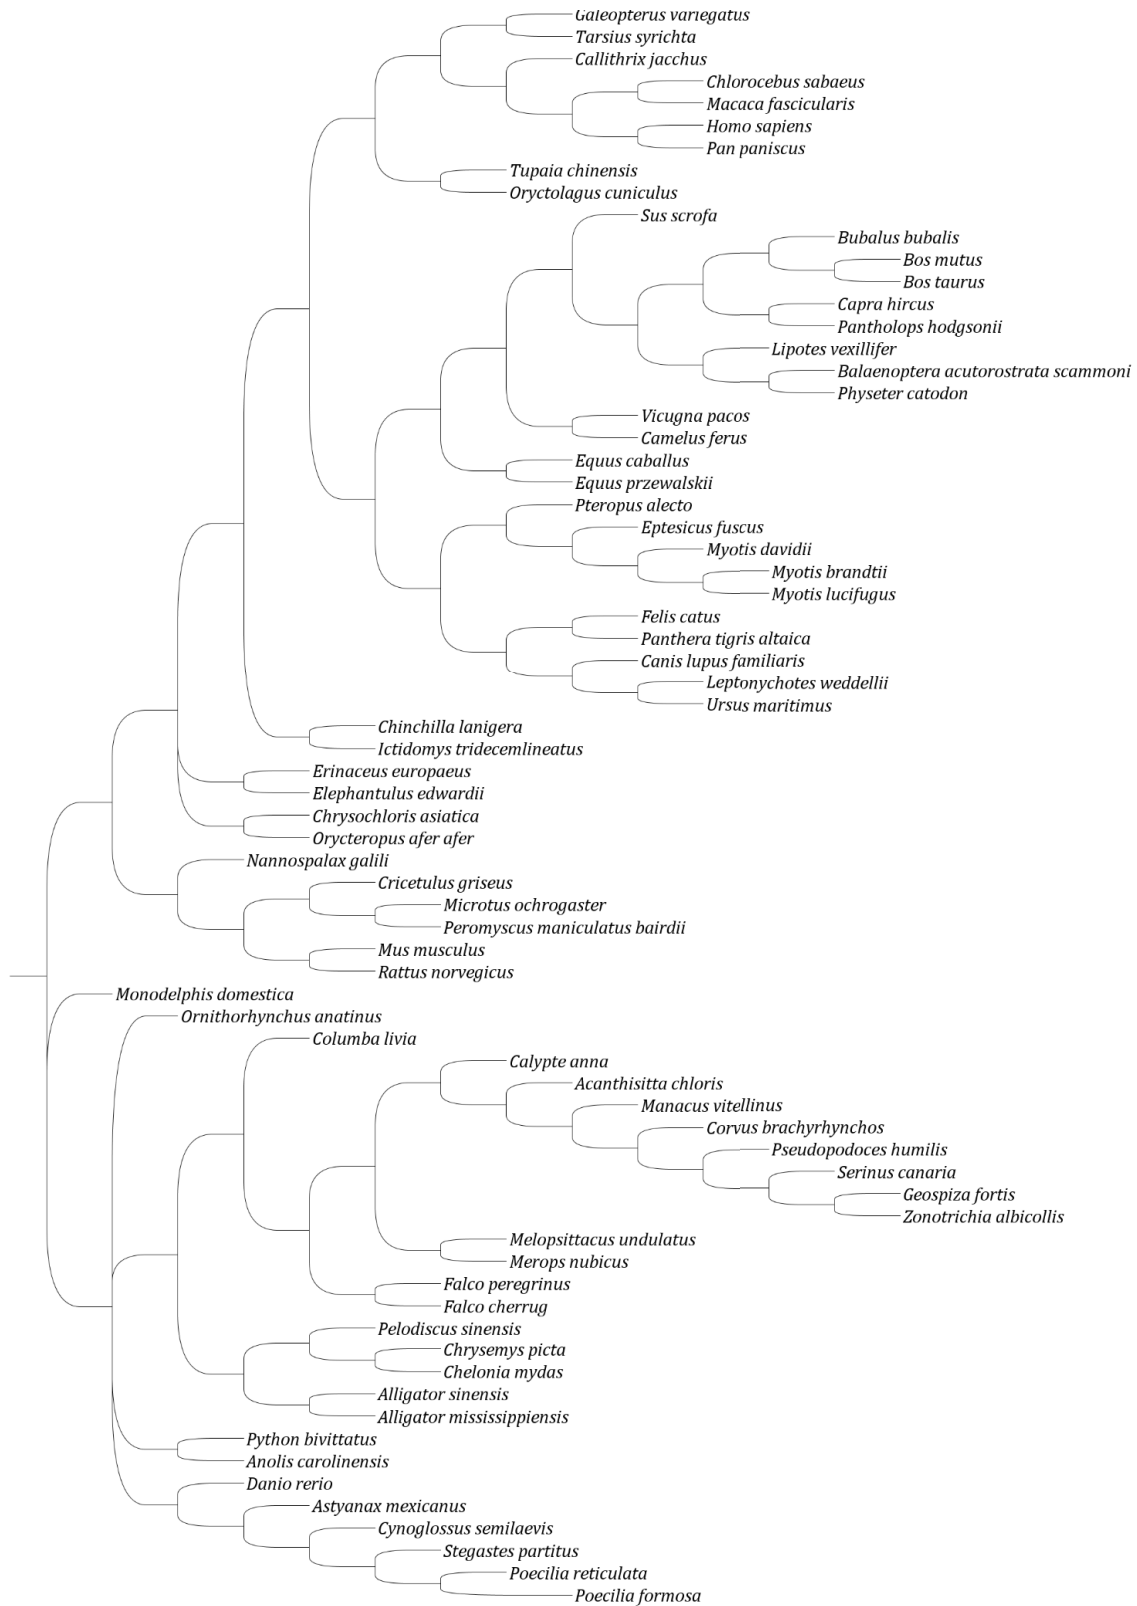 Galeopterus variegatus
Tarsius syrichta
Callithrix jacchus
Chlorocebus sabaeus
Macaca fascicularis
Homo sapiens
Pan paniscus
Tupaia chinensis
Oryctolagus cuniculus
Sus scrofa
Bubalus bubalis
Bos mutus
Bos taurus
Capra hircus
Pantholops hodgsonii
Lipotes vexillifer
Balaenoptera acutorostrata scammoni
Physeter catodon
Vicugna pacos
Camelus ferus
Equus caballus
Equus przewalskii
Pteropus alecto
Eptesicus fuscus
Myotis davidii
Myotis brandtii
Myotis lucifugus
Felis catus
Panthera tigris altaica
Canis lupus familiaris
Leptonychotes weddellii
Ursus maritimus
Chinchilla lanigera
Ictidomys tridecemlineatus
Erinaceus europaeus
Elephantulus edwardii
Chrysochloris asiatica
Orycteropus afer afer
Nannospalax galili
Cricetulus griseus
Microtus ochrogaster
Peromyscus maniculatus bairdii
Mus musculus
Rattus norvegicus
Monodelphis domestica
Ornithorhynchus anatinus
Columba livia
Calypte anna
Acanthisitta chloris
Manacus vitellinus
Corvus brachyrhynchos
Pseudopodoces humilis
Serinus canaria
Geospiza fortis
Zonotrichia albicollis
Melopsittacus undulatus
Merops nubicus
Falco peregrinus
Falco cherrug
Pelodiscus sinensis
Chrysemys picta
Chelonia mydas
Alligator sinensis
Alligator mississippiensis
Python bivittatus
Anolis carolinensis
Danio rerio
Astyanax mexicanus
Cynoglossus semilaevis
Stegastes partitus
Poecilia reticulata
Poecilia formosa